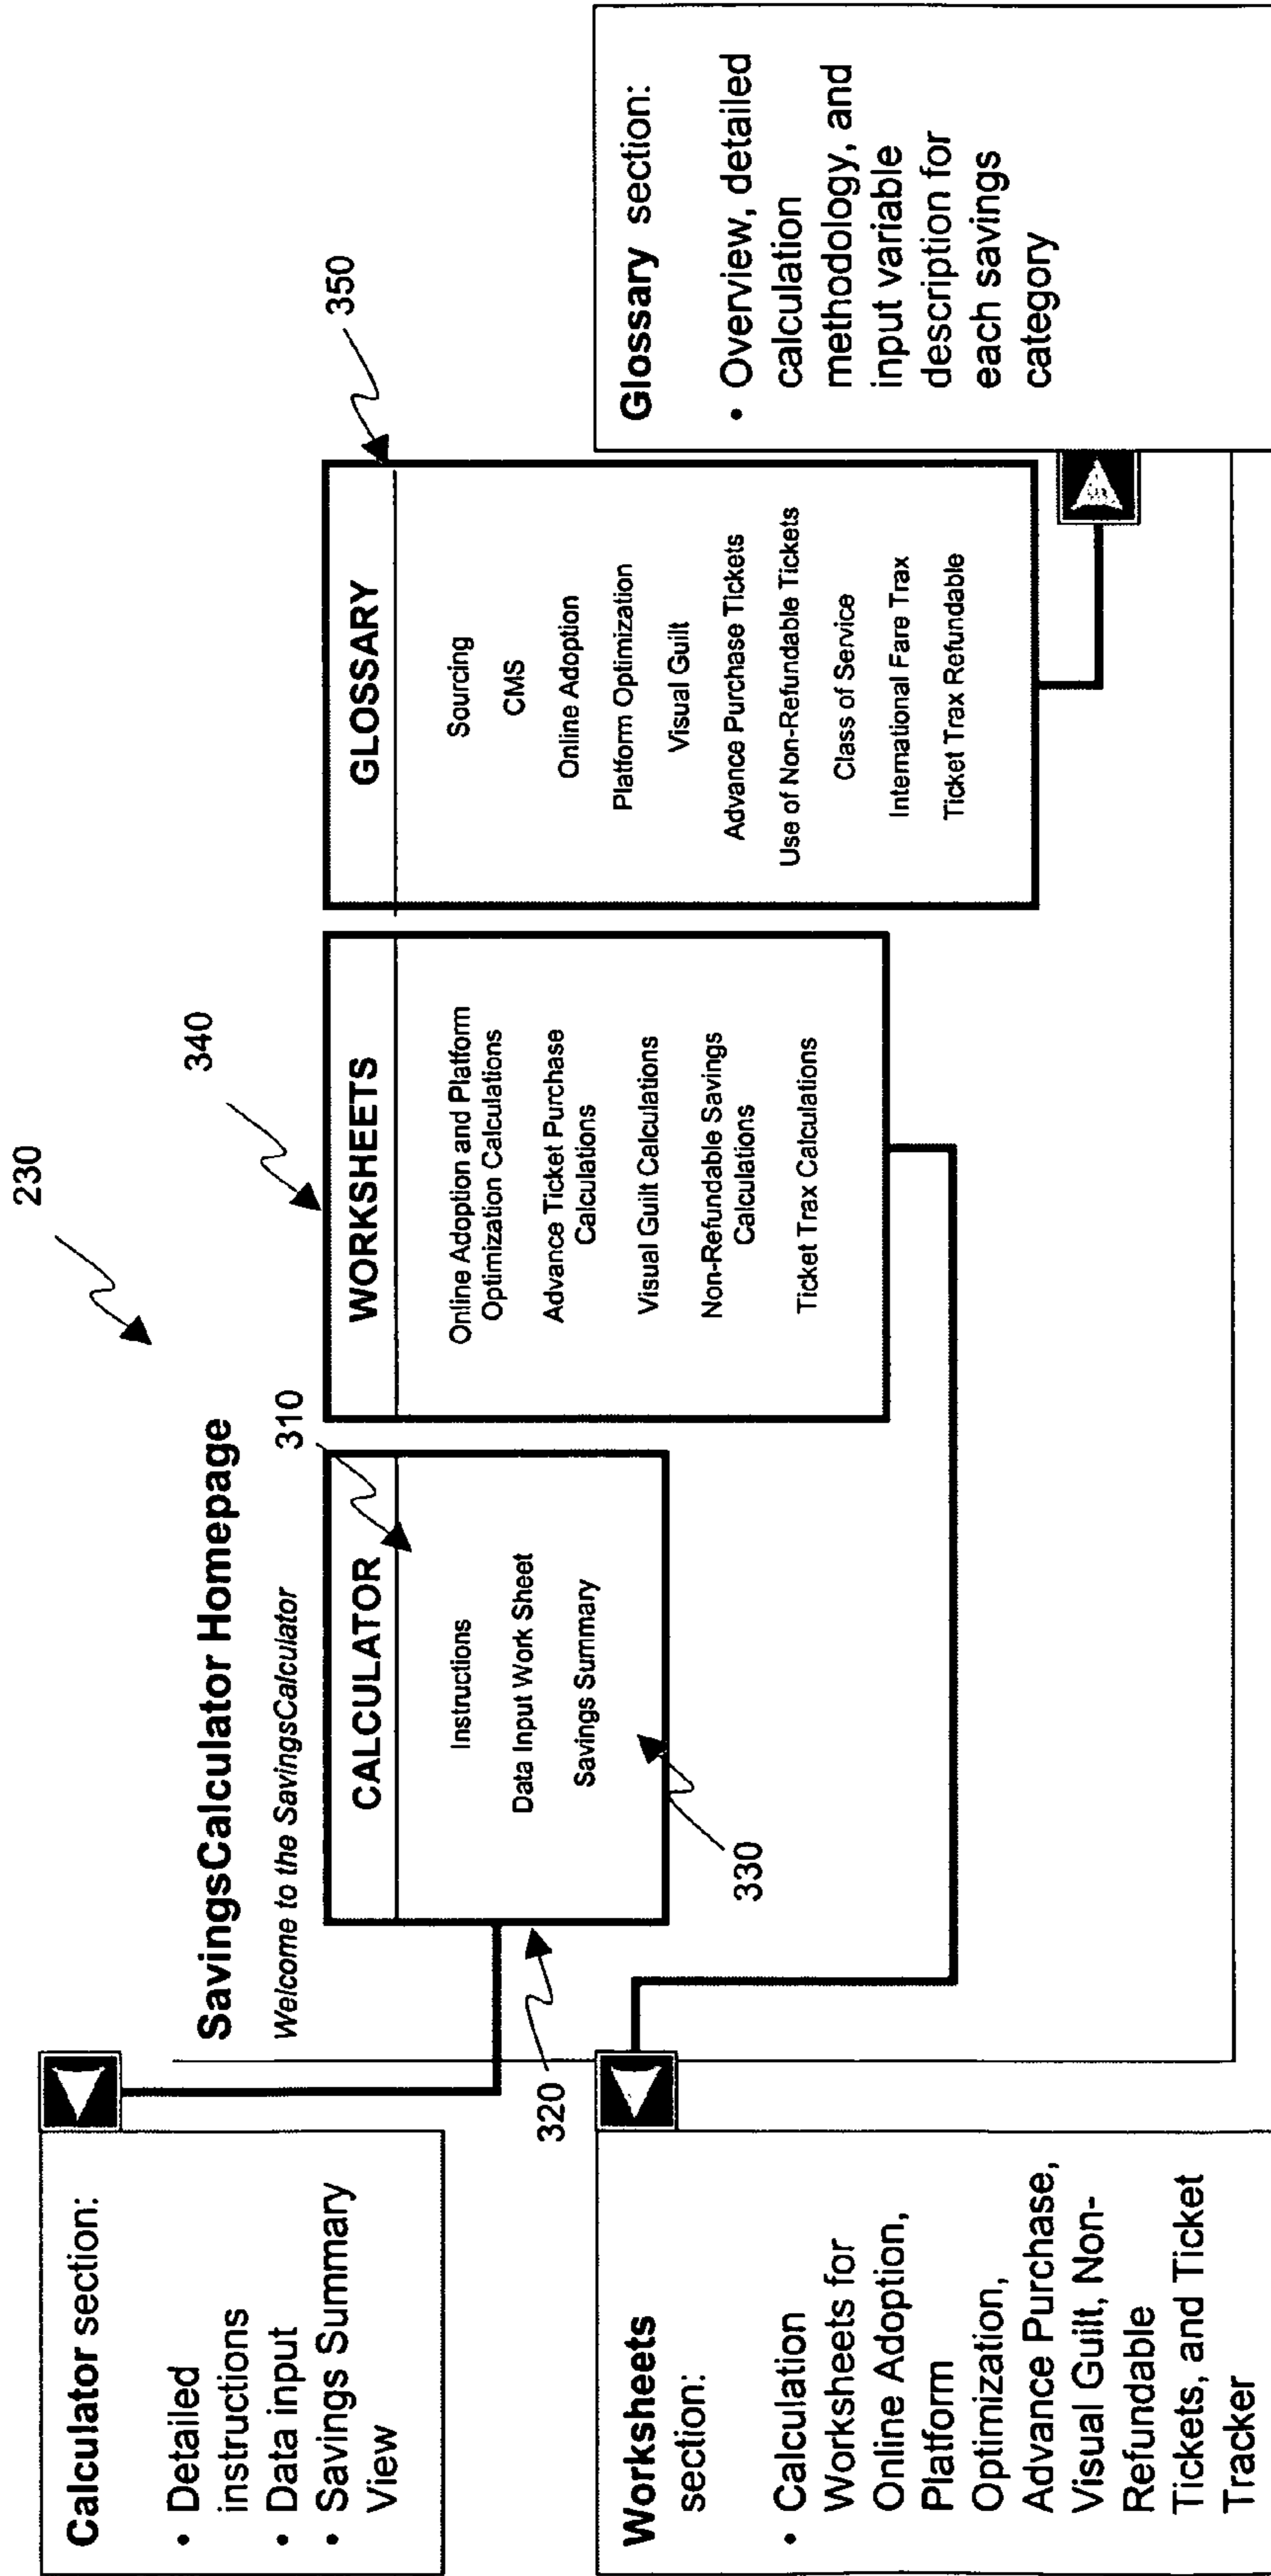 230
SavingsCalculator Homepage
Welcome to the SavingsCalculator
Calculator section:
• Detailed
instructions
• Data input
• Savings Summary
View
Worksheets
section:
• Calculation
Worksheets for
Online Adoption,
Platform
Optimization,
Advance Purchase,
Visual Guilt, Non-
Refundable
Tickets, and Ticket
Tracker
310
320
330
CALCULATOR
Instructions
Data Input Work Sheet
Savings Summary
340
WORKSHEETS
Online Adoption and Platform
Optimization Calculations
Advance Ticket Purchase
Calculations
Visual Guilt Calculations
Non-Refundable Savings
Calculations
Ticket Trax Calculations
350
GLOSSARY
Sourcing
CMS
Online Adoption
Platform Optimization
Visual Guilt
Advance Purchase Tickets
Use of Non-Refundable Tickets
Class of Service
International Fare Trax
Ticket Trax Refundable
Glossary section:
• Overview, detailed
calculation
methodology, and
input variable
description for
each savings
category